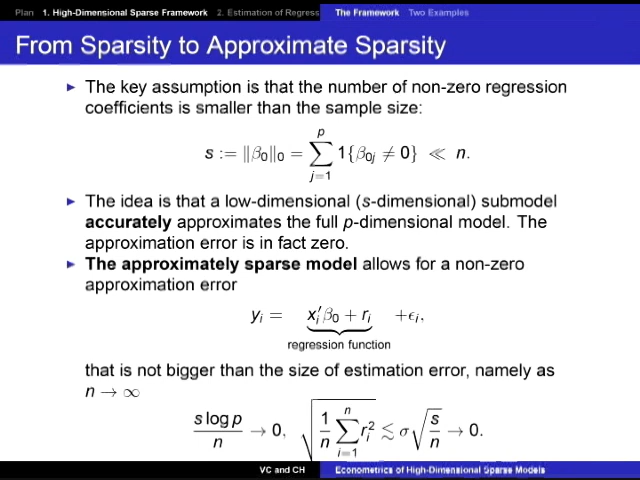 Plan 1. High-Dimensional Sparse Framework 2. Estimation of Regress The Framework Two Examples
From Sparsity to Approximate Sparsity
► The key assumption is that the number of non-zero regression
coefficients is smaller than the sample size:
s := ‖β₀‖₀ = ∑_{j=1}^{p} 1{β₀ⱼ ≠ 0} ≪ n.
► The idea is that a low-dimensional (s-dimensional) submodel
accurately approximates the full p-dimensional model. The
approximation error is in fact zero.
► The approximately sparse model allows for a non-zero
approximation error
yᵢ = x′ᵢβ₀ + rᵢ +ϵᵢ,
regression function
that is not bigger than the size of estimation error, namely as
n → ∞
s log p / n → 0, √(1/n ∑_{i=1}^{n} rᵢ²) ≲ σ√(s/n) → 0.
VC and CH Econometrics of High-Dimensional Sparse Models